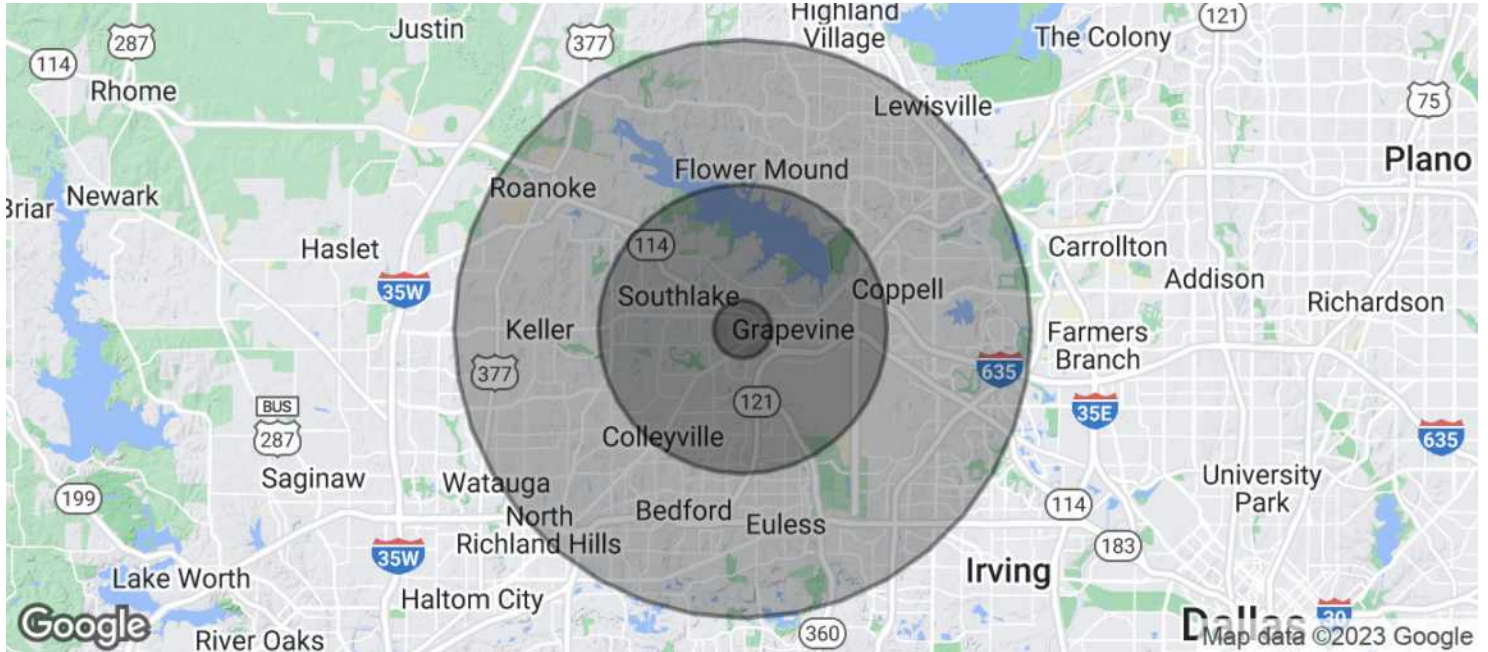 Highland
Village
121
287
Justin
377
The Colony
114
Rhome
Lewisville
75
Flower Mound
Plano
Roanoke
Newark
Briar
Haslet
114
Carrollton
Addison
35W
Southlake
Coppell
Richardson
Keller
Grapevine
Farmers
Branch
377
635
121
35E
BUS
287
Colleyville
635
Saginaw
Watauga
University
Park
199
North
Richland Hills
Bedford
Euless
114
35W
183
Lake Worth
Irving
Haltom City
Google
River Oaks
360
Dallas
30
Map data ©2023 Google